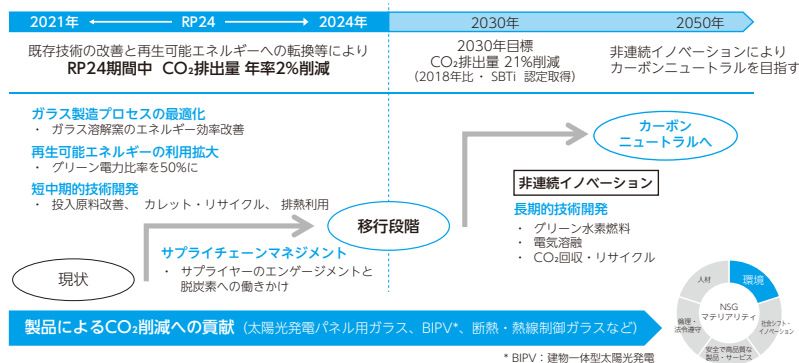 2021年 RP24 2024年 2030年 2050年
既存技術の改善と再生可能エネルギーへの転換等により
RP24期間中 CO₂排出量 年率2%削減
2030年目標
CO₂排出量 21%削減
(2018年比・ SBTi 認定取得)
非連続イノベーションにより
カーボンニュートラルを目指す
ガラス製造プロセスの最適化
・ ガラス溶解窯のエネルギー効率改善
再生可能エネルギーの利用拡大
・ グリーン電力比率を50%に
短中期的技術開発
・ 投入原料改善、 カレット・リサイクル、 排熱利用
カーボン
ニュートラルへ
非連続イノベーション
長期的技術開発
・ グリーン水素燃料
・ 電気溶融
・ CO₂回収・リサイクル
移行段階
サプライチェーンマネジメント
・ サプライヤーのエンゲージメントと
脱炭素への働きかけ
現状
製品によるCO₂削減への貢献 (太陽光発電パネル用ガラス、BIPV*、断熱・熱線制御ガラスなど)
人材
環境
NSG
マテリアリティ
倫理・
法令遵守
社会シフト・
イノベーション
安全で高品質な
製品・サービス
* BIPV：建物一体型太陽光発電